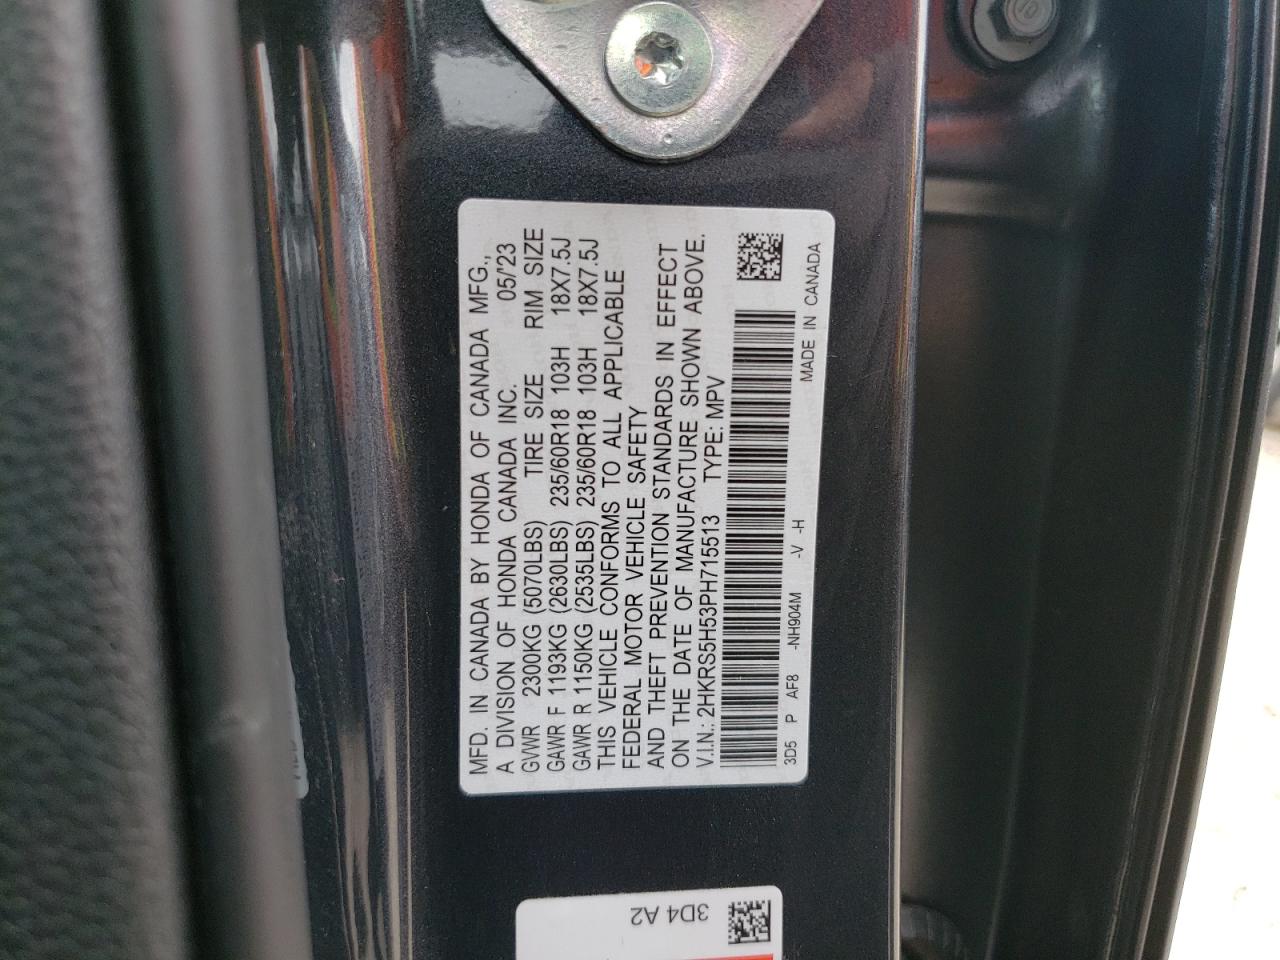 MFD. IN CANADA BY HONDA OF CANADA MFG.,
A DIVISION OF HONDA CANADA INC. 05/'23
GVWR 2300KG (5070LBS) TIRE SIZE RIM SIZE
GAWR F 1193KG (2630LBS) 235/60R18 103H 18X7.5J
GAWR R 1150KG (2535LBS) 235/60R18 103H 18X7.5J
THIS VEHICLE CONFORMS TO ALL APPLICABLE
FEDERAL MOTOR VEHICLE SAFETY
AND THEFT PREVENTION STANDARDS IN EFFECT
ON THE DATE OF MANUFACTURE SHOWN ABOVE.
V.I.N.: 2HKRS5H53PH715513 TYPE: MPV
3D5 P AF8 -NH904M -V -H MADE IN CANADA
3D4 A2